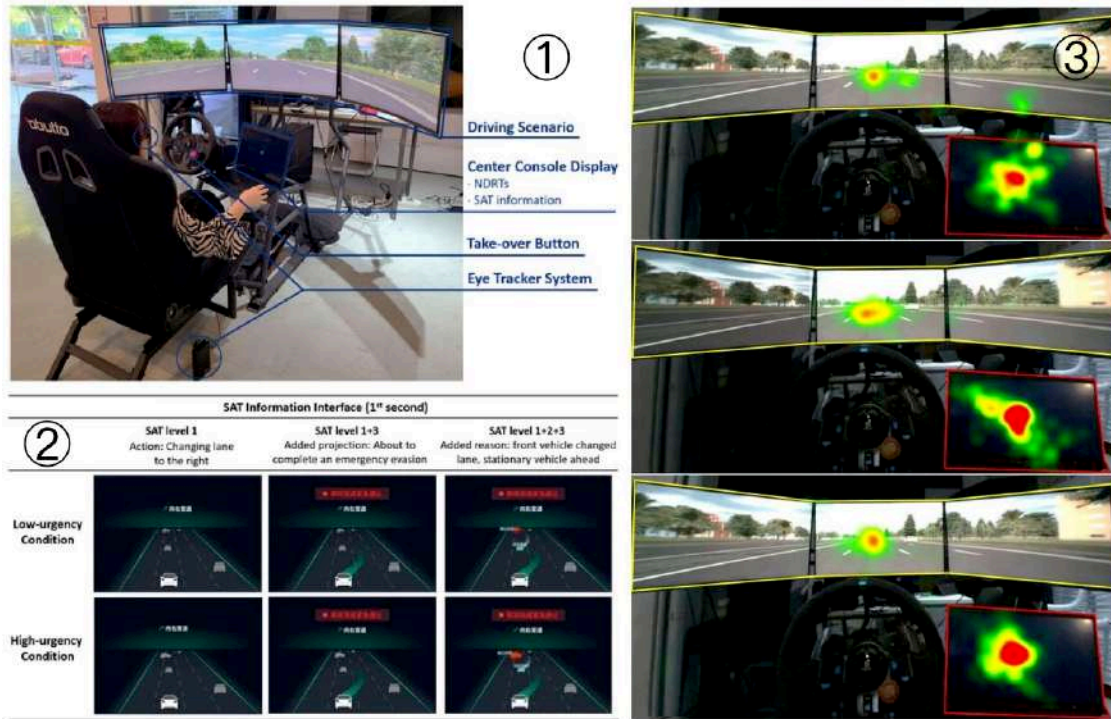 ①
abutto
Driving Scenario
Center Console Display
- NDRTs
- SAT information
Take-over Button
Eye Tracker System
②
SAT Information Interface (1st second)
SAT level 1
Action: Changing lane
to the right
SAT level 1+3
Added projection: About to
complete an emergency evasion
SAT level 1+2+3
Added reason: front vehicle changed
lane, stationary vehicle ahead
Low-urgency
Condition
High-urgency
Condition
③